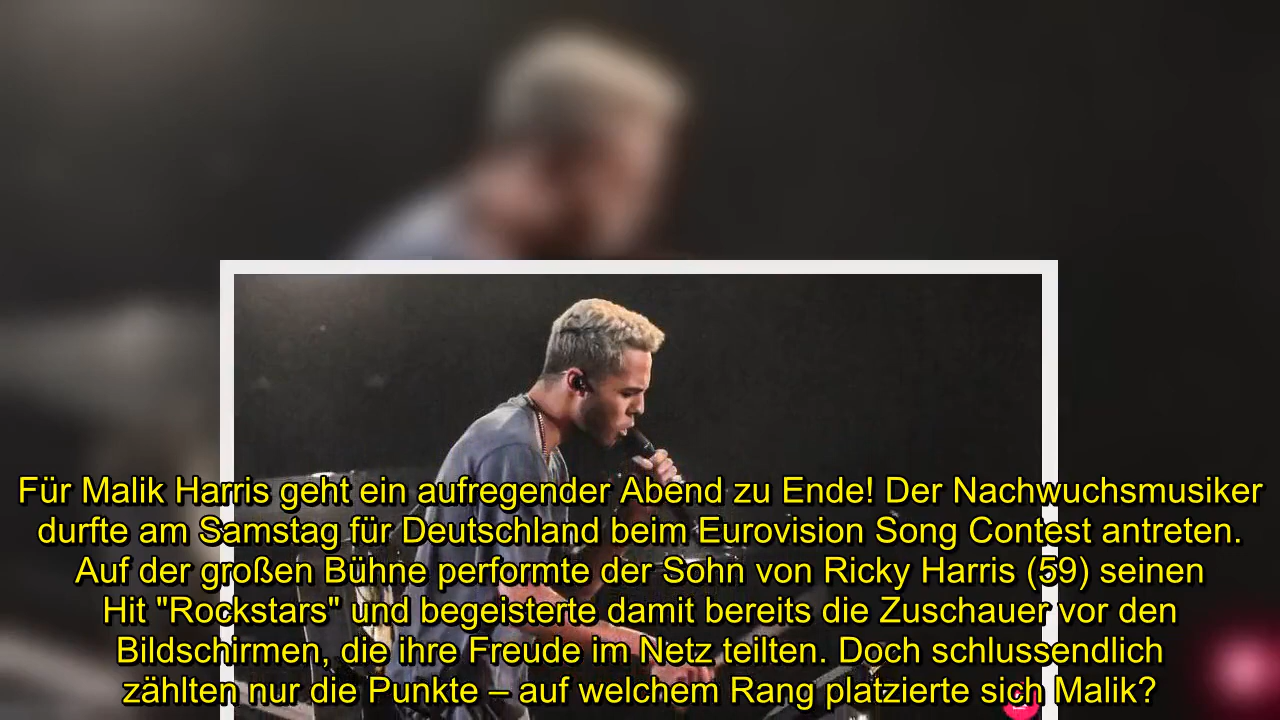 Für Malik Harris geht ein aufregender Abend zu Ende! Der Nachwuchsmusiker
durfte am Samstag für Deutschland beim Eurovision Song Contest antreten.
Auf der großen Bühne performte der Sohn von Ricky Harris (59) seinen
Hit "Rockstars" und begeisterte damit bereits die Zuschauer vor den
Bildschirmen, die ihre Freude im Netz teilten. Doch schlussendlich
zählten nur die Punkte – auf welchem Rang platzierte sich Malik?